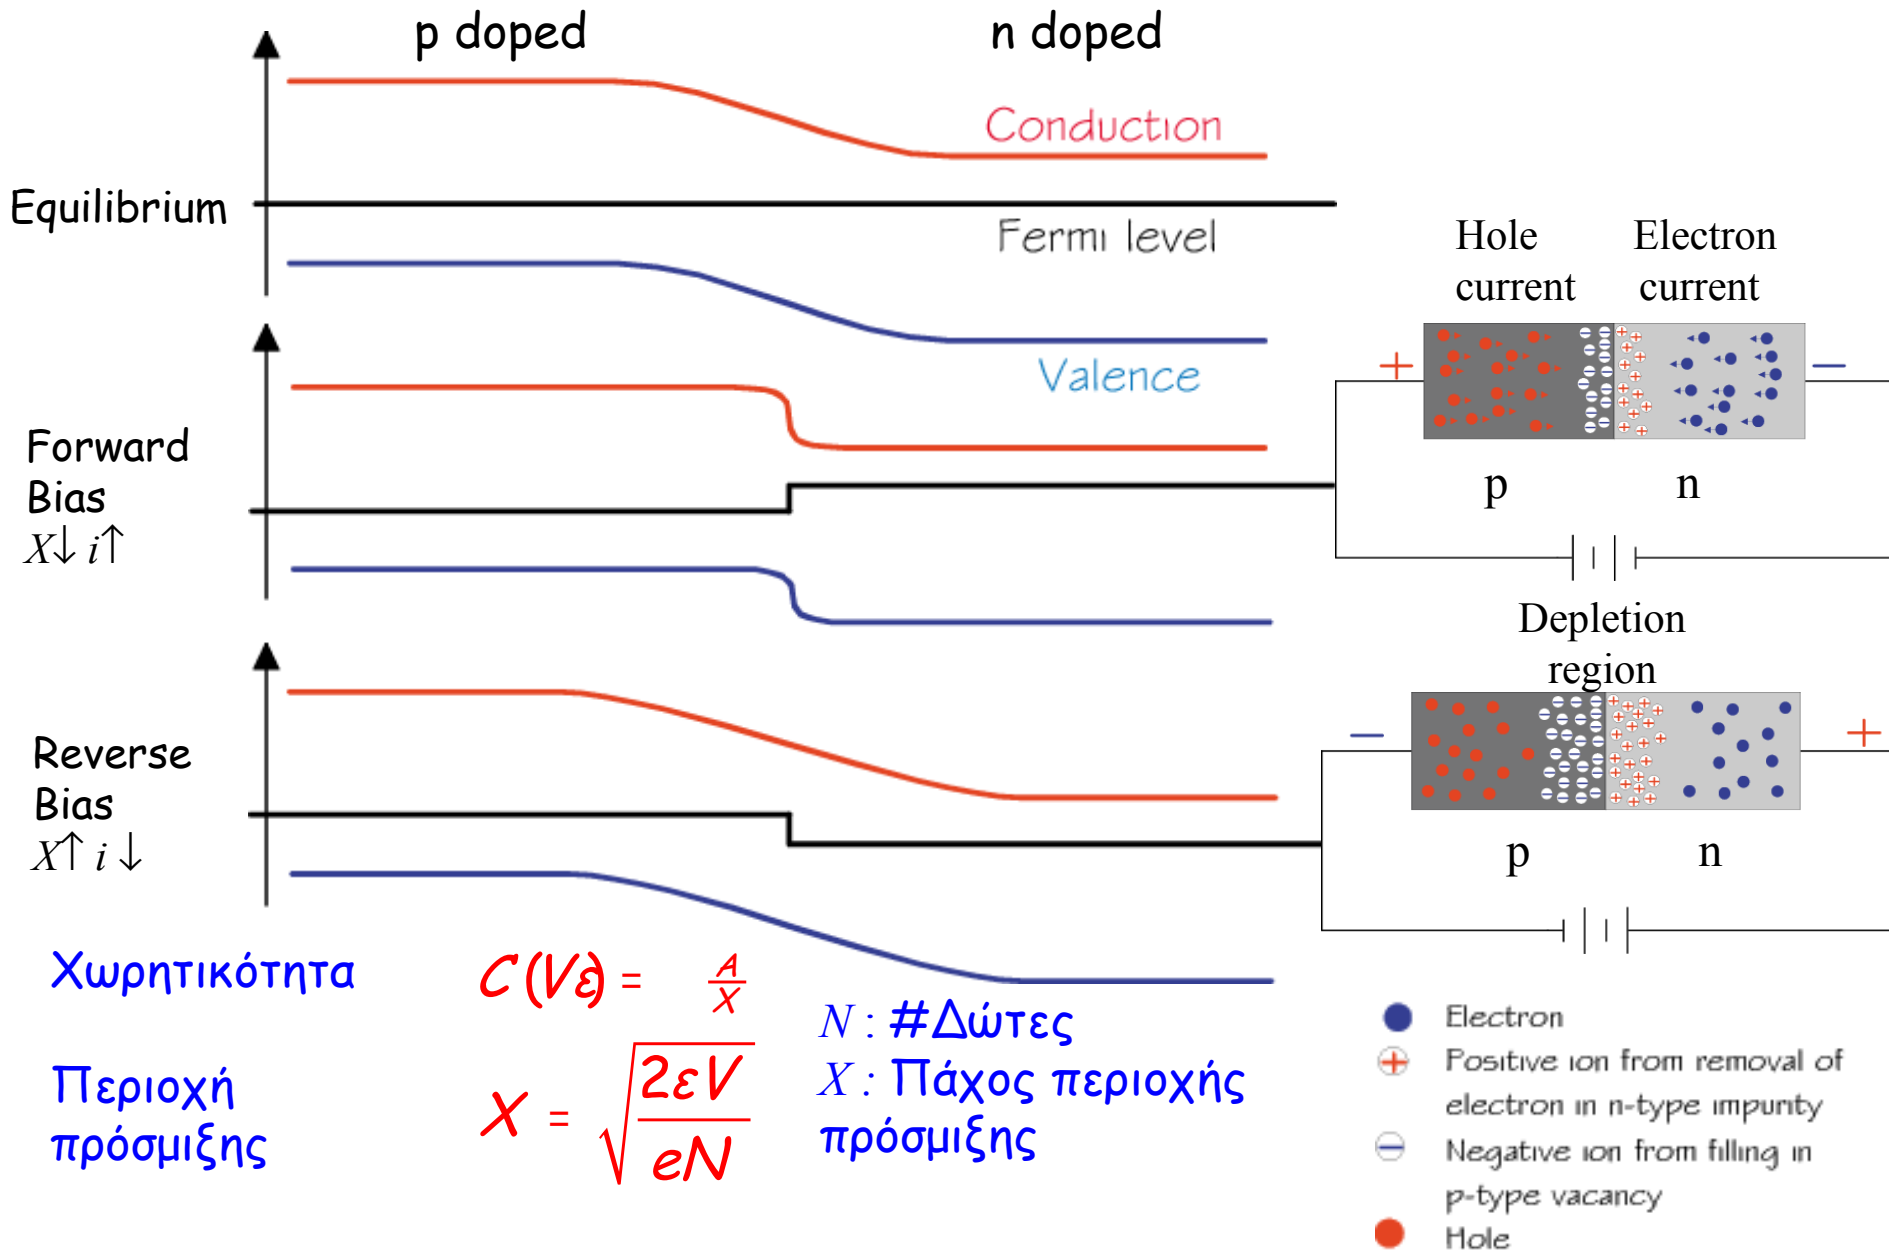 p doped
n doped
Conduction
Equilibrium
Fermi level
Valence
Hole current
Electron current
+
−
p
n
Forward
Bias
X↓ i↑
Depletion
region
−
+
p
n
Reverse
Bias
X↑ i ↓
Χωρητικότητα
C(Vε) = A/X
N : #Δώτες
X : Πάχος περιοχής
πρόσμιξης
Περιοχή
πρόσμιξης
X = √(2εV/eN)
Electron
Positive ion from removal of
electron in n-type impurity
Negative ion from filling in
p-type vacancy
Hole